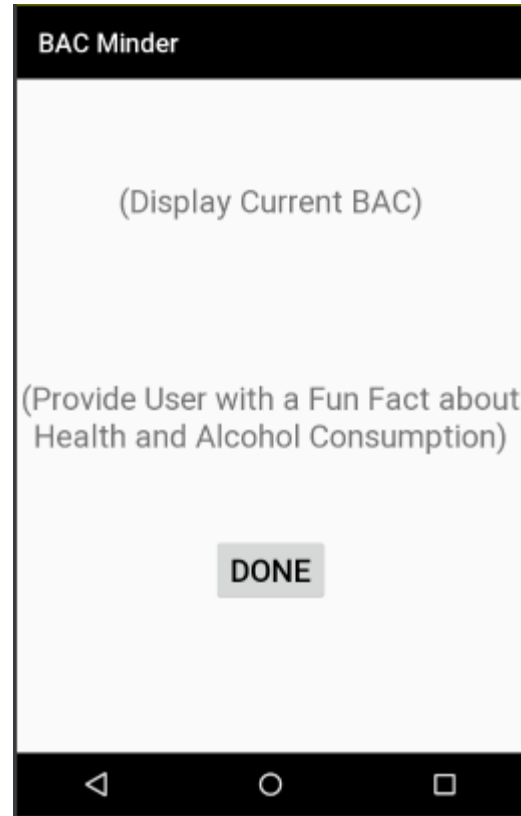 BAC Minder
(Display Current BAC)
(Provide User with a Fun Fact about
Health and Alcohol Consumption)
DONE